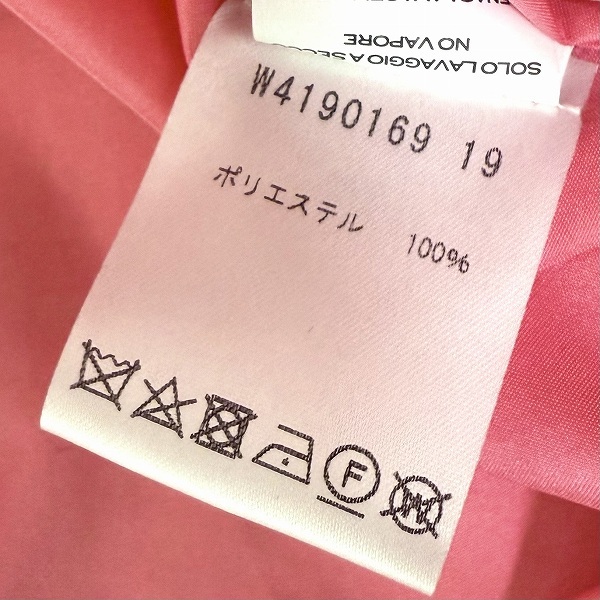 SOLO LAVAGGIO A SECCO
NO VAPORE
W4190169 19
ポリエステル 100%
F
W